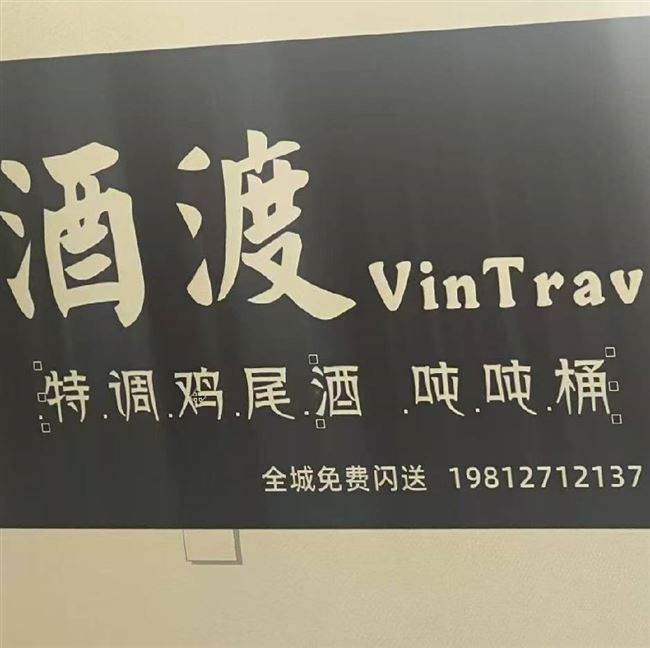 酒渡 VinTrav
特调鸡尾酒 吨吨桶
全城免费闪送 19812712137